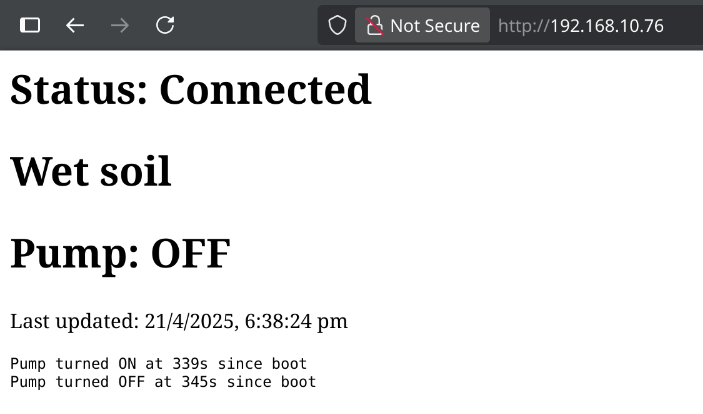 Not Secure http://192.168.10.76
Status: Connected
Wet soil
Pump: OFF
Last updated: 21/4/2025, 6:38:24 pm
Pump turned ON at 339s since boot
Pump turned OFF at 345s since boot